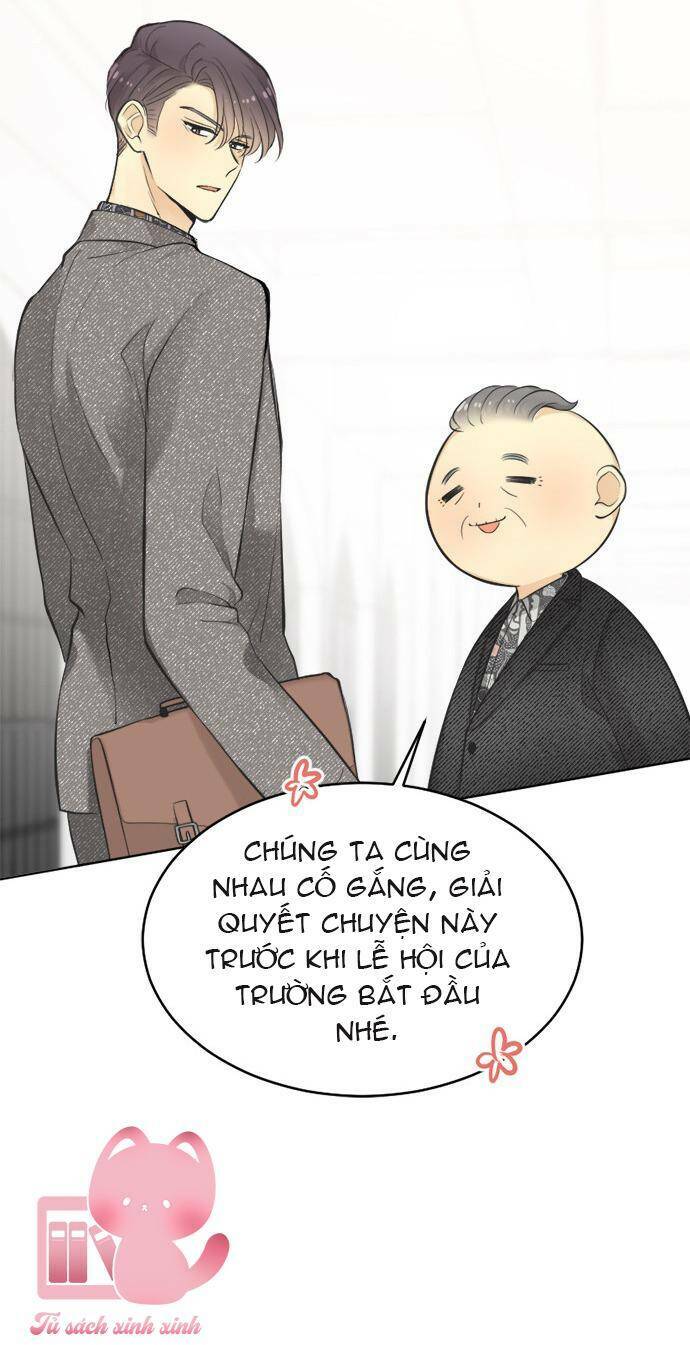 CHÚNG TA CÙNG
NHAU CỐ GẮNG, GIẢI
QUYẾT CHUYỆN NÀY
TRƯỚC KHI LỄ HỘI CỦA
TRƯỜNG BẮT ĐẦU
NHÉ.
Tủ sách xinh xinh